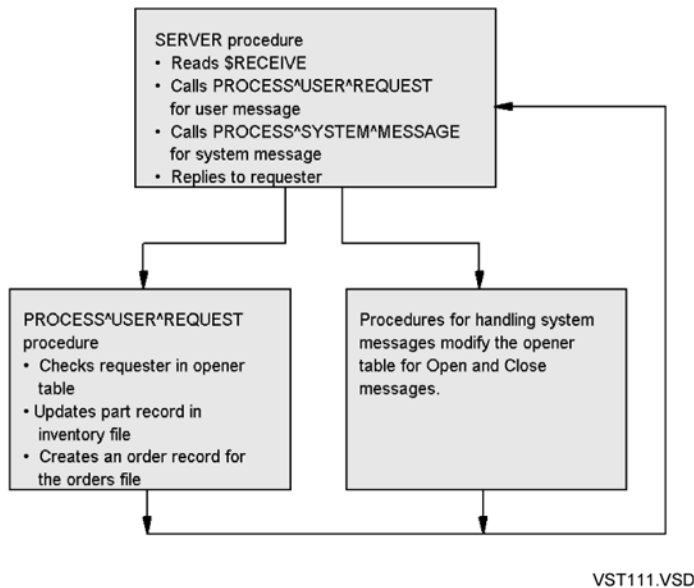 SERVER procedure
• Reads $RECEIVE
• Calls PROCESS^USER^REQUEST
for user message
• Calls PROCESS^SYSTEM^MESSAGE
for system message
• Replies to requester
PROCESS^USER^REQUEST
procedure
• Checks requester in opener
table
• Updates part record in
inventory file
• Creates an order record for
the orders file
Procedures for handling system
messages modify the opener
table for Open and Close
messages.
VST111.VSD